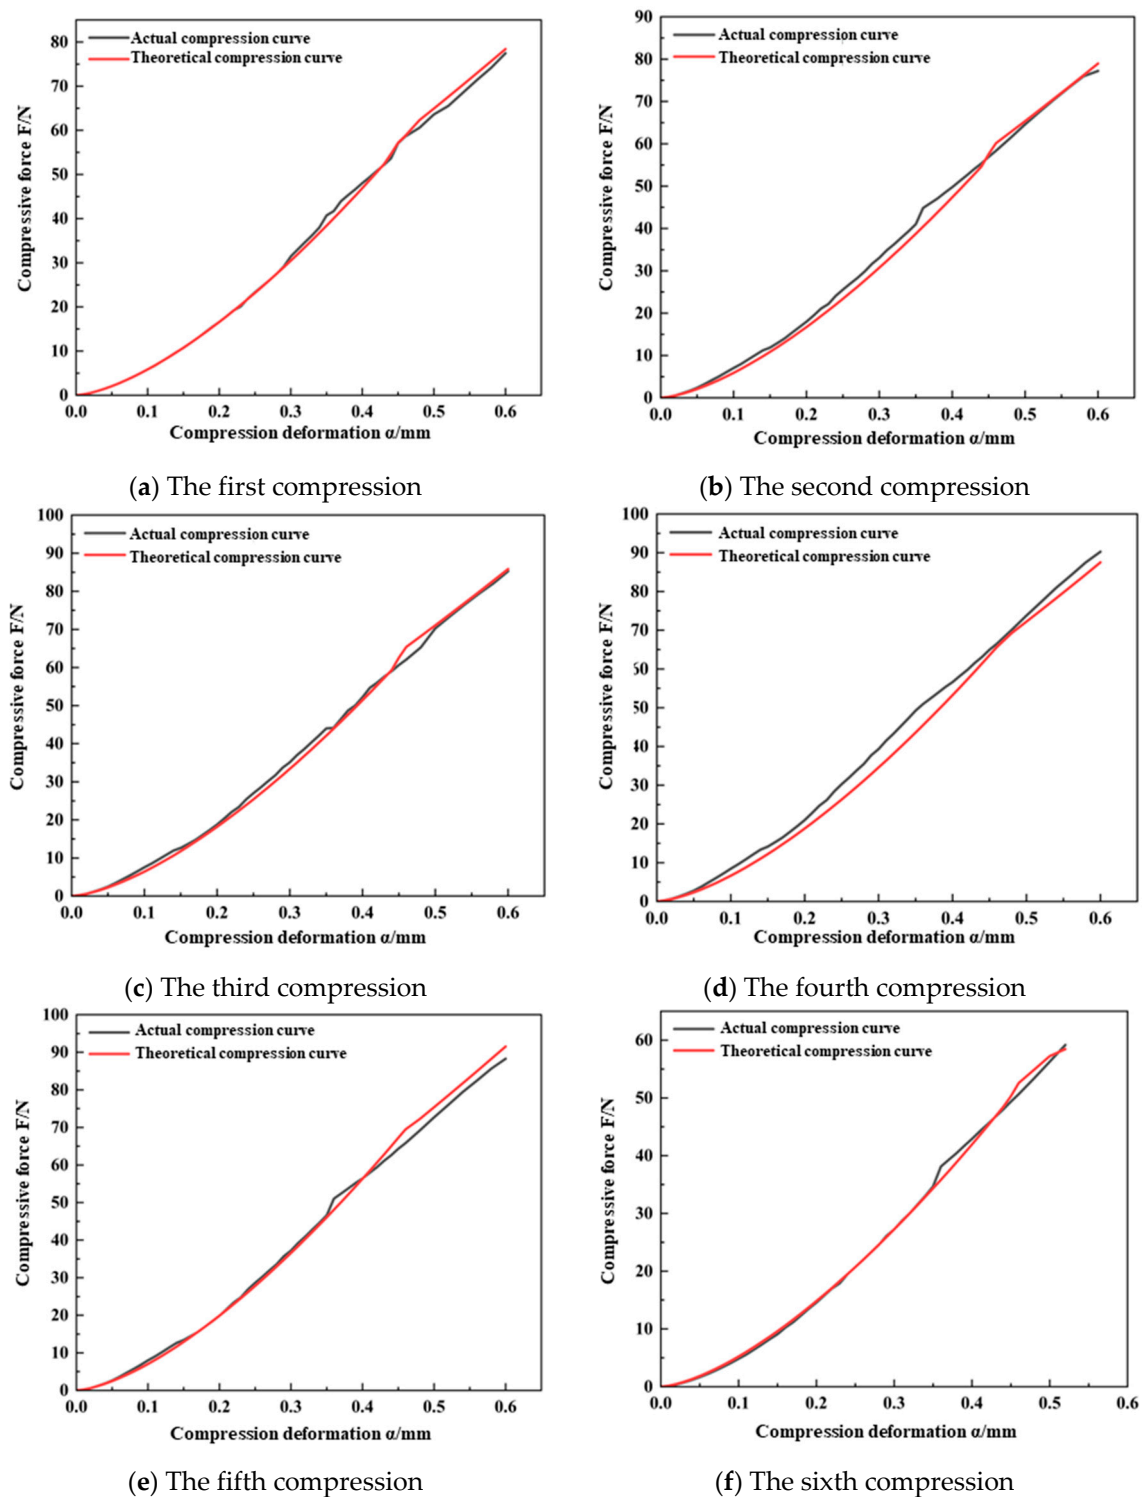 Actual compression curve
Theoretical compression curve
Compressive force F/N
80
70
60
50
40
30
20
10
0
0.0 0.1 0.2 0.3 0.4 0.5 0.6
Compression deformation α/mm
(a) The first compression
Actual compression curve
Theoretical compression curve
Compressive force F/N
90
80
70
60
50
40
30
20
10
0
0.0 0.1 0.2 0.3 0.4 0.5 0.6
Compression deformation α/mm
(b) The second compression
Actual compression curve
Theoretical compression curve
Compressive force F/N
100
90
80
70
60
50
40
30
20
10
0
0.0 0.1 0.2 0.3 0.4 0.5 0.6
Compression deformation α/mm
(c) The third compression
Actual compression curve
Theoretical compression curve
Compressive force F/N
100
90
80
70
60
50
40
30
20
10
0
0.0 0.1 0.2 0.3 0.4 0.5 0.6
Compression deformation α/mm
(d) The fourth compression
Actual compression curve
Theoretical compression curve
Compressive force F/N
100
90
80
70
60
50
40
30
20
10
0
0.0 0.1 0.2 0.3 0.4 0.5 0.6
Compression deformation α/mm
(e) The fifth compression
Actual compression curve
Theoretical compression curve
Compressive force F/N
60
50
40
30
20
10
0
0.0 0.1 0.2 0.3 0.4 0.5 0.6
Compression deformation α/mm
(f) The sixth compression